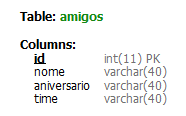 Table: amigos
Columns:
id int(11) PK
nome varchar(40)
aniversario varchar(40)
time varchar(40)